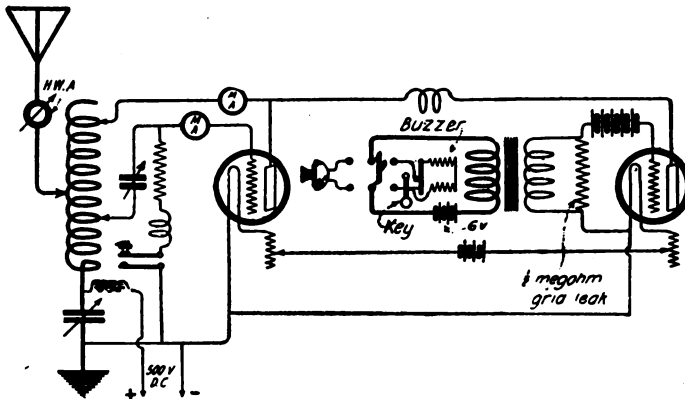 H.W.A
M
A
M
A
Buzzer
Key
6v
megohm
grid leak
500 V
D.C
+ -